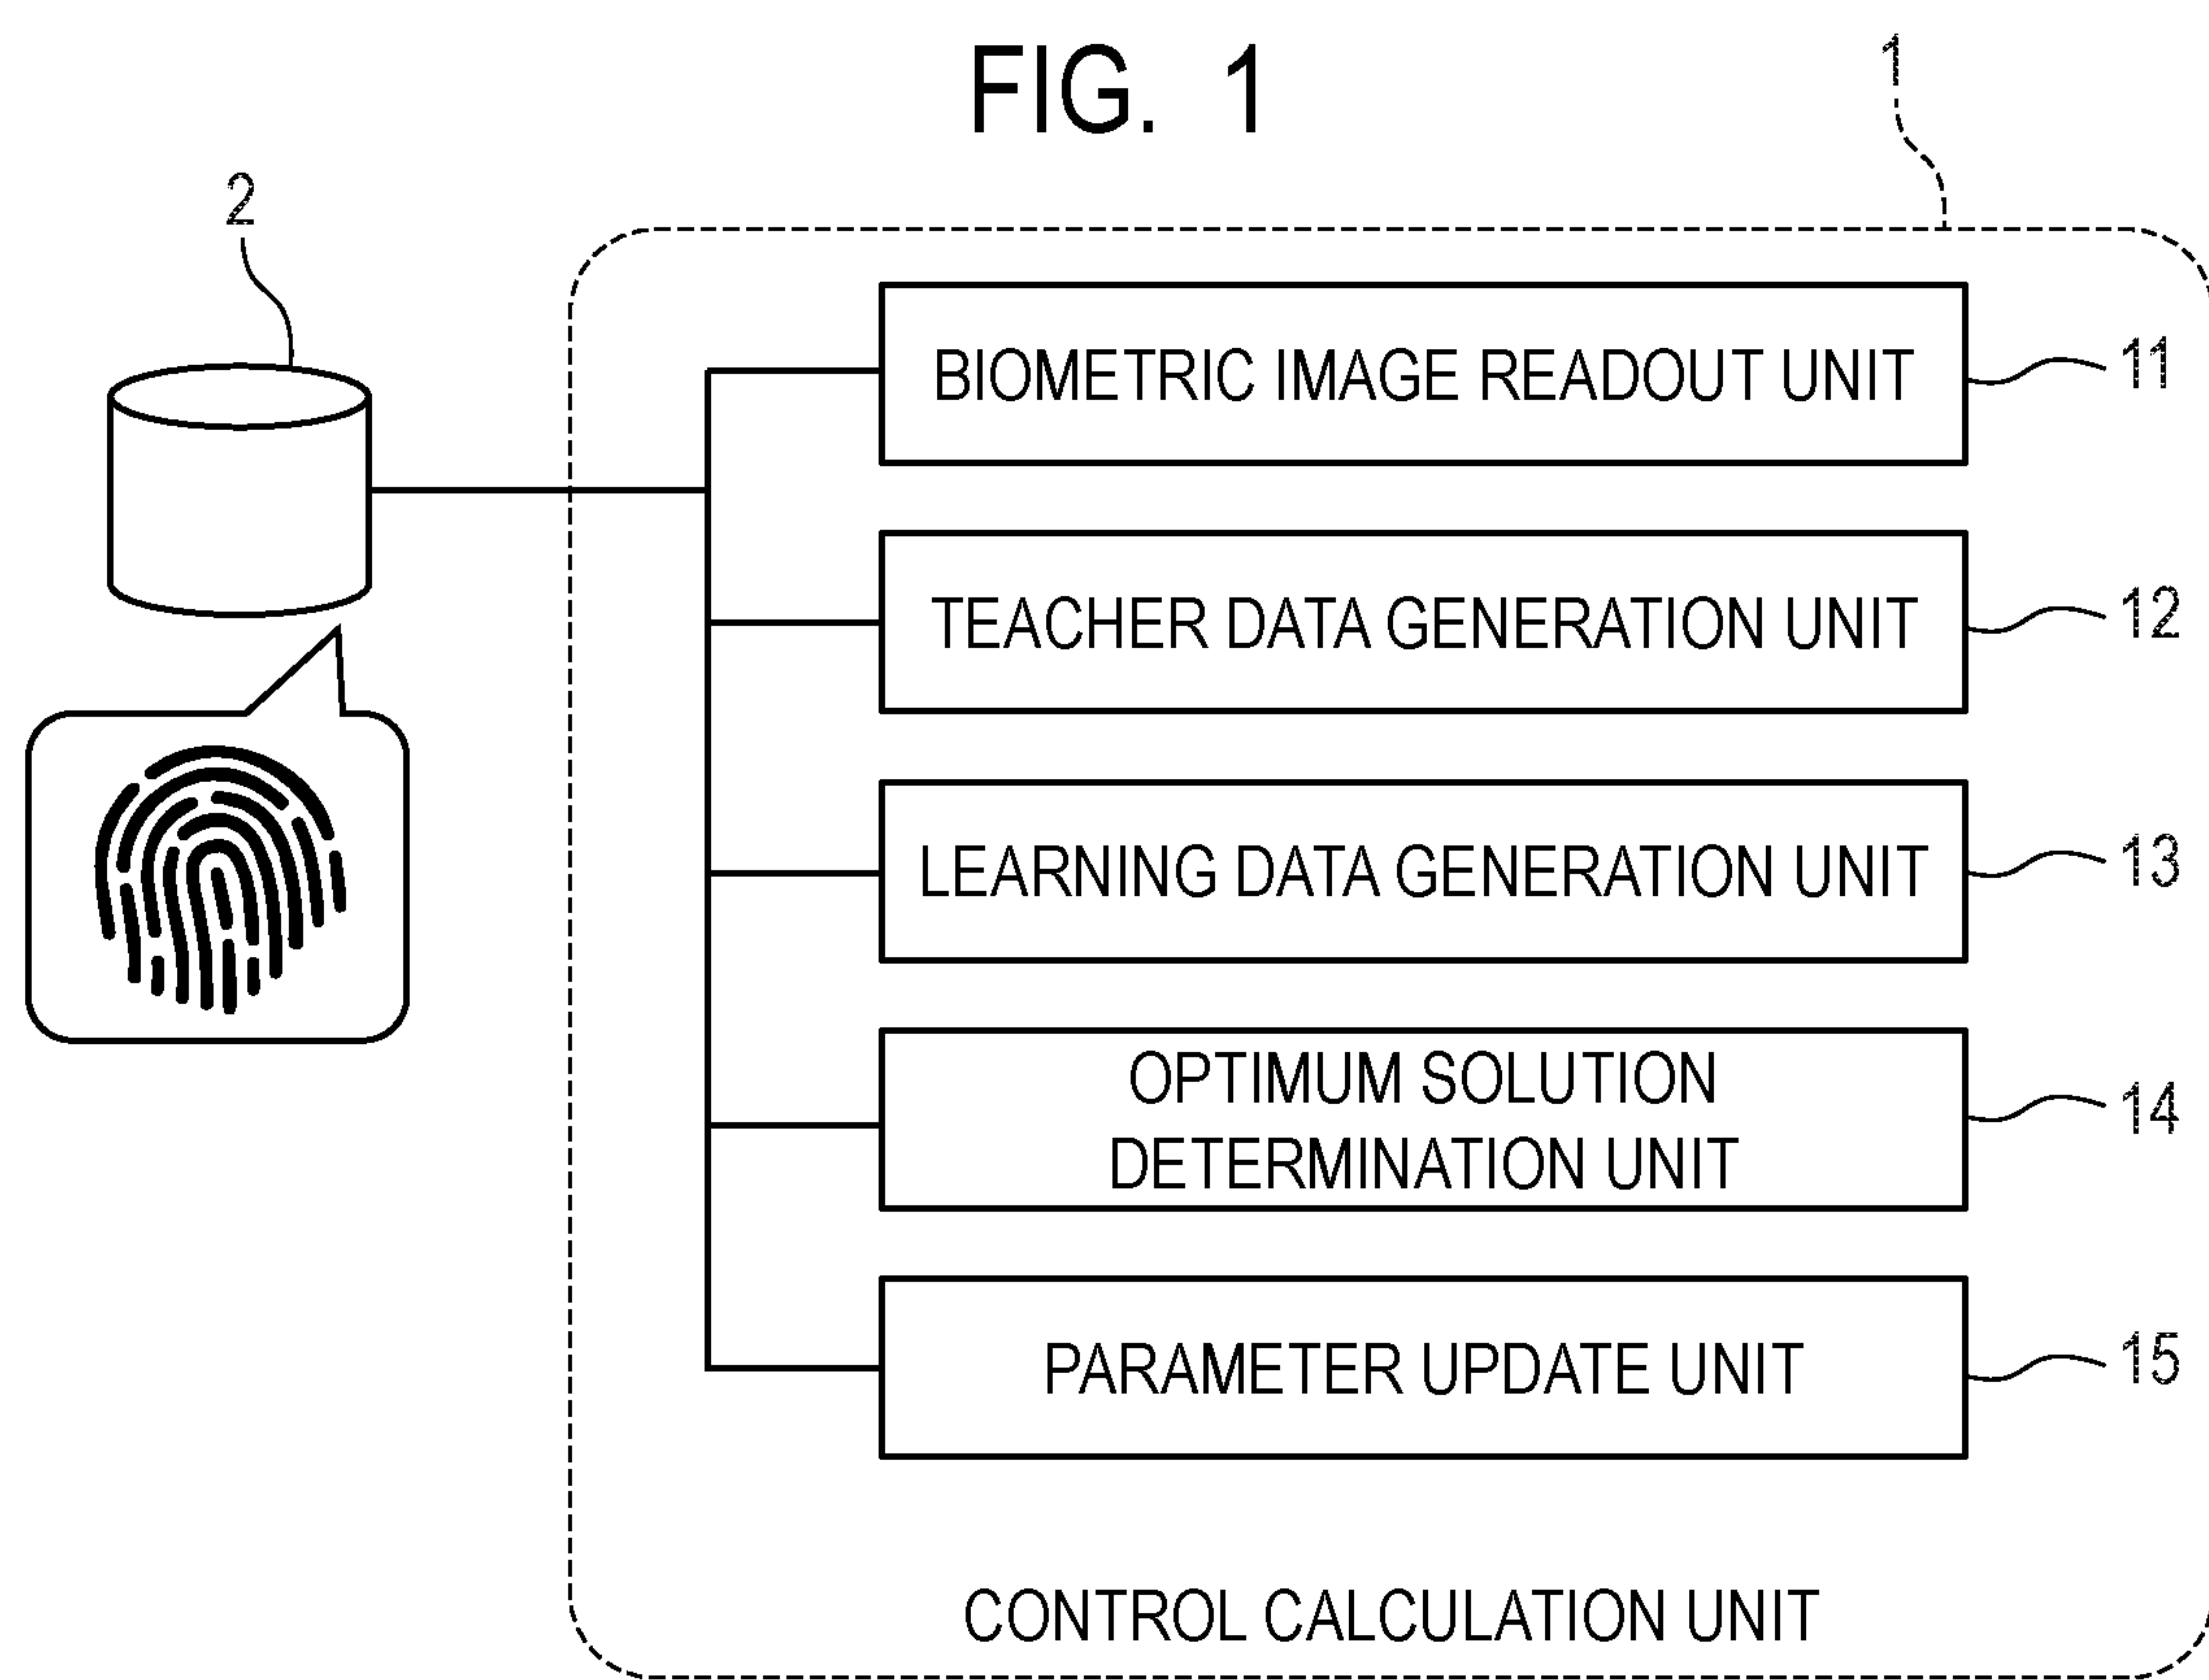 FIG. 1
1
2
BIOMETRIC IMAGE READOUT UNIT
11
TEACHER DATA GENERATION UNIT
12
LEARNING DATA GENERATION UNIT
13
OPTIMUM SOLUTION
DETERMINATION UNIT
14
PARAMETER UPDATE UNIT
15
CONTROL CALCULATION UNIT